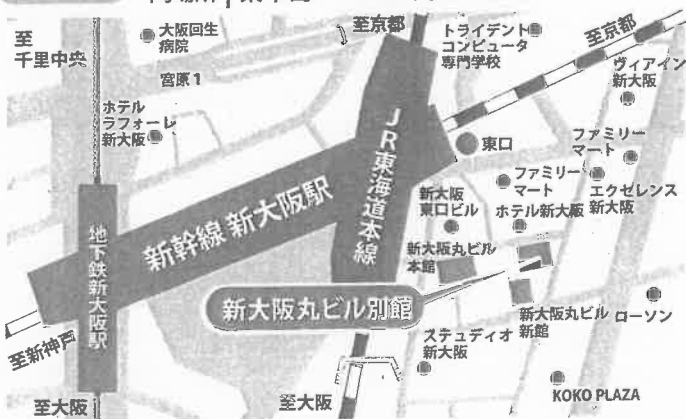 至京都
大阪回生
病院
至
千里中央
宮原1
トライデント
コンピュータ
専門学校
至京都
ヴィアイン
新大阪
ホテル
ラフォーレ
新大阪
JR東海道本線
東口
ファミリー
マート
ファミリー
マート
エクゼレンス
新大阪
新大阪
東口ビル
ホテル新大阪
新幹線 新大阪駅
地下鉄新大阪駅
新大阪丸ビル
本館
新大阪丸ビル別館
新大阪丸ビル
新館
ローソン
ステュディオ
新大阪
至新神戸
至大阪
至大阪
KOKO PLAZA